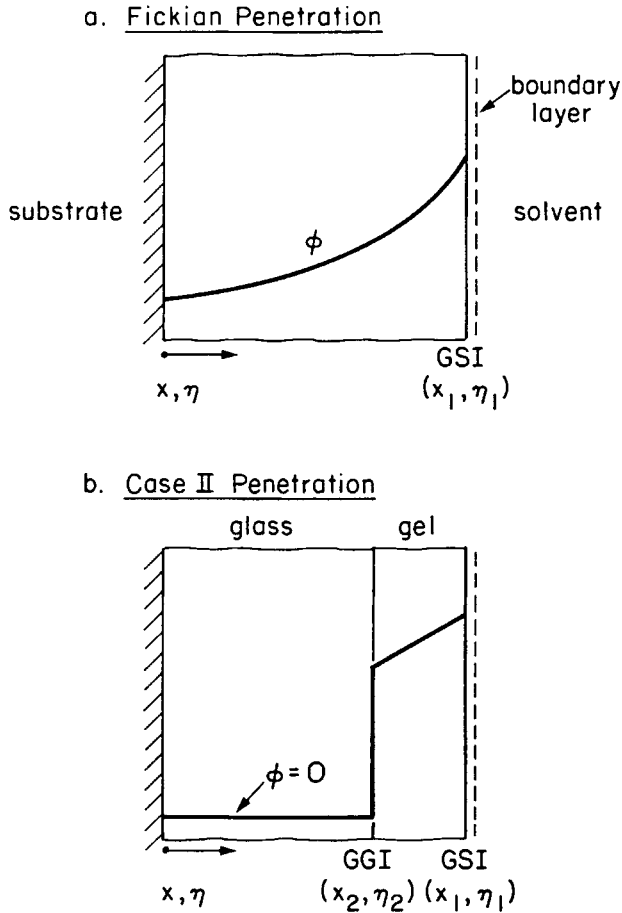 a. Fickian Penetration
boundary
layer
substrate
ϕ
solvent
GSI
x, η (x₁, η₁)
b. Case II Penetration
glass gel
ϕ = 0
GGI GSI
x, η (x₂, η₂) (x₁, η₁)